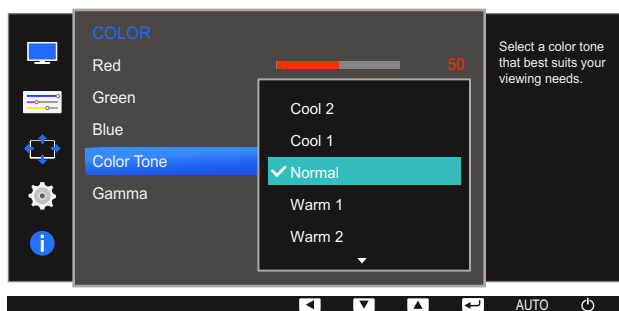 COLOR
Red
50
Green
Blue
Color Tone
Gamma
Cool 2
Cool 1
Normal
Warm 1
Warm 2
Select a color tone
that best suits your
viewing needs.
AUTO